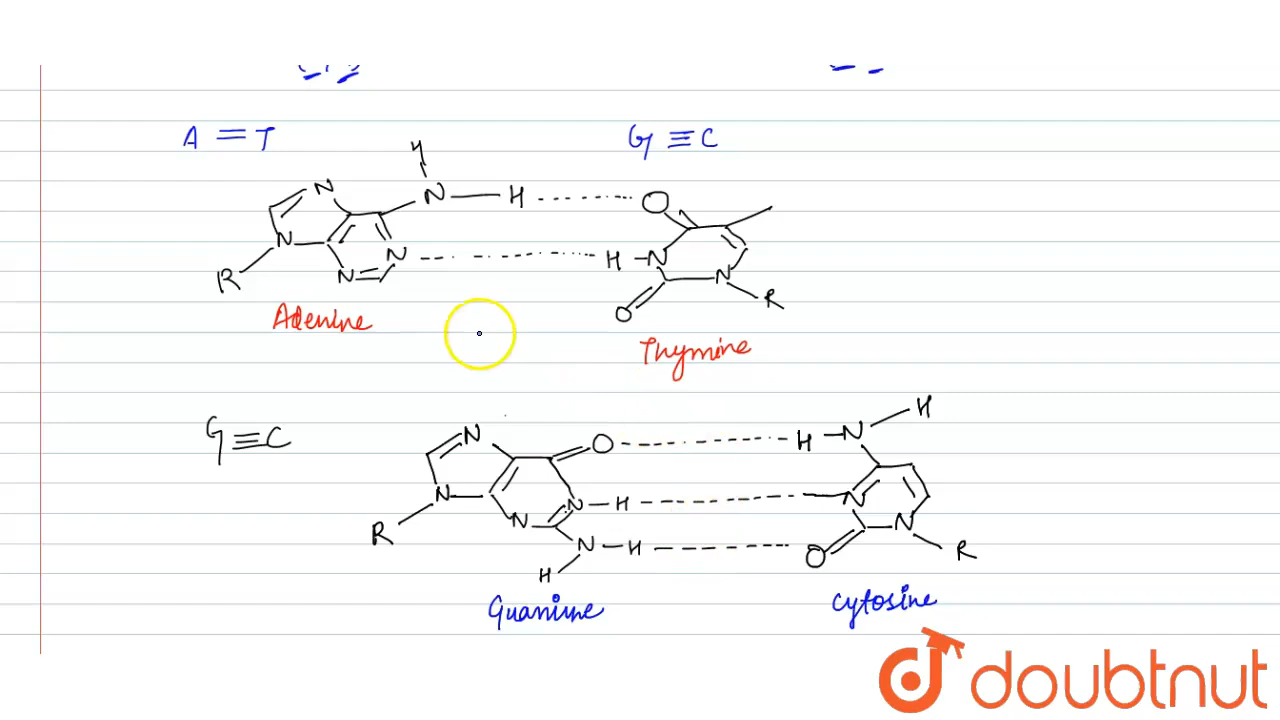 A = T
G ≡ C
H
N
N
H
O
N
N
H
N
R
N
N
O
R
Adenine
Thymine
G ≡ C
H
N
O
H
N
N
N
H
N
R
N
N
N
H
O
R
H
Guanine
Cytosine
doubtnut